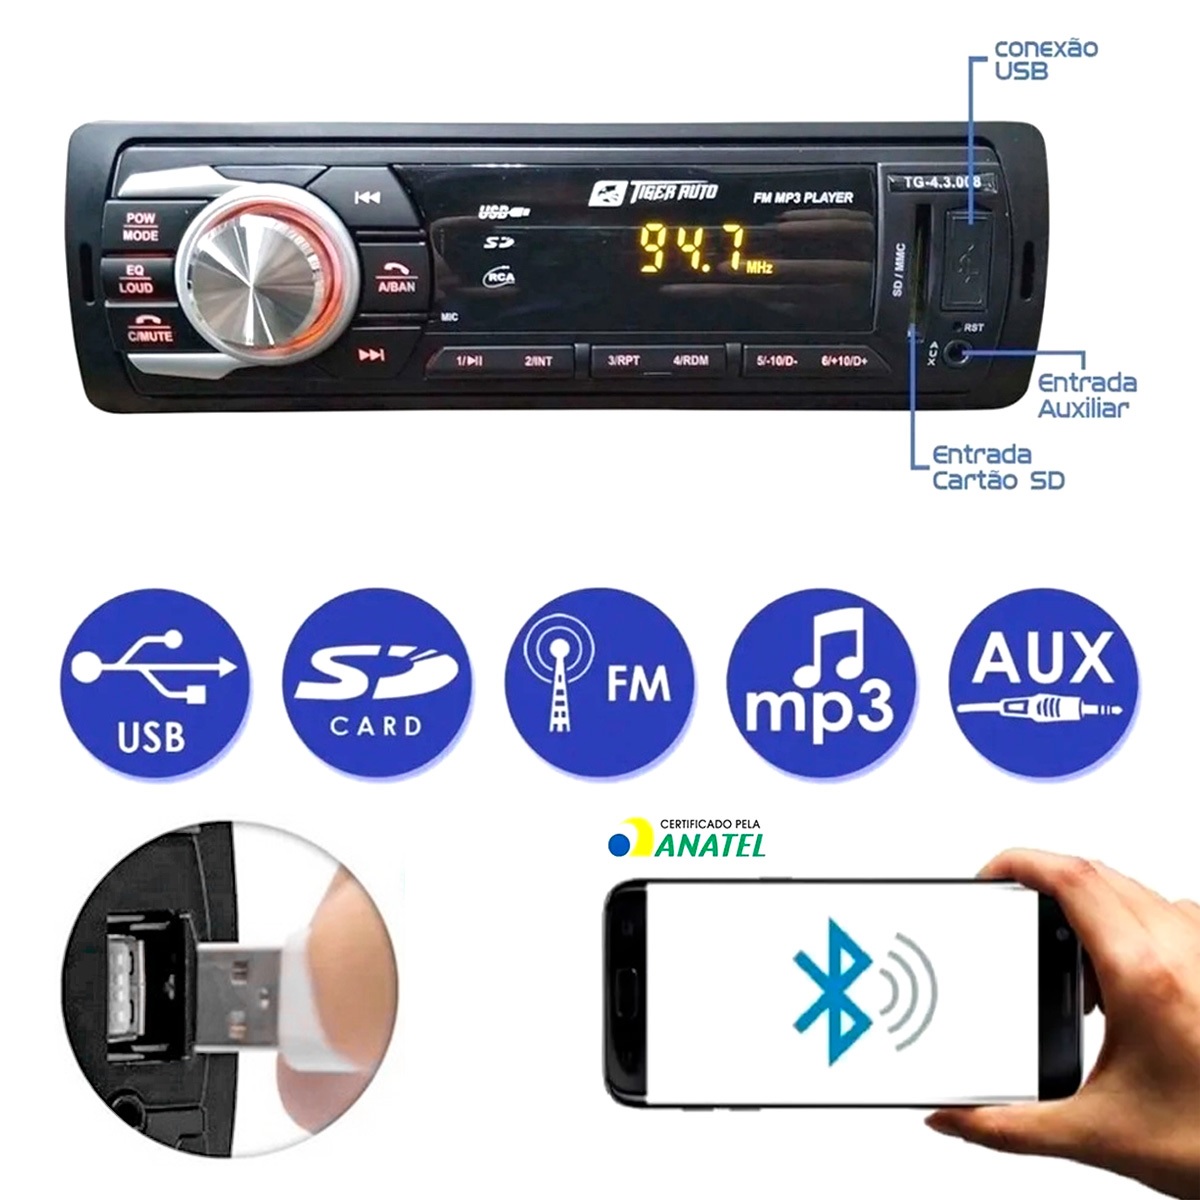 conexão
USB
TIGER AUTO
FM MP3 PLAYER
TG-4.3.008
POW
MODE
EQ
LOUD
C/MUTE
A/BAN
USB
SD
RCA
94.7 MHz
MIC
SD / MMC
RST
AUX
1/
2/INT
3/RPT
4/RDM
5/-10/D-
6/+10/D+
Entrada
Auxiliar
Entrada
Cartão SD
USB
SD
CARD
FM
mp3
AUX
CERTIFICADO PELA
ANATEL